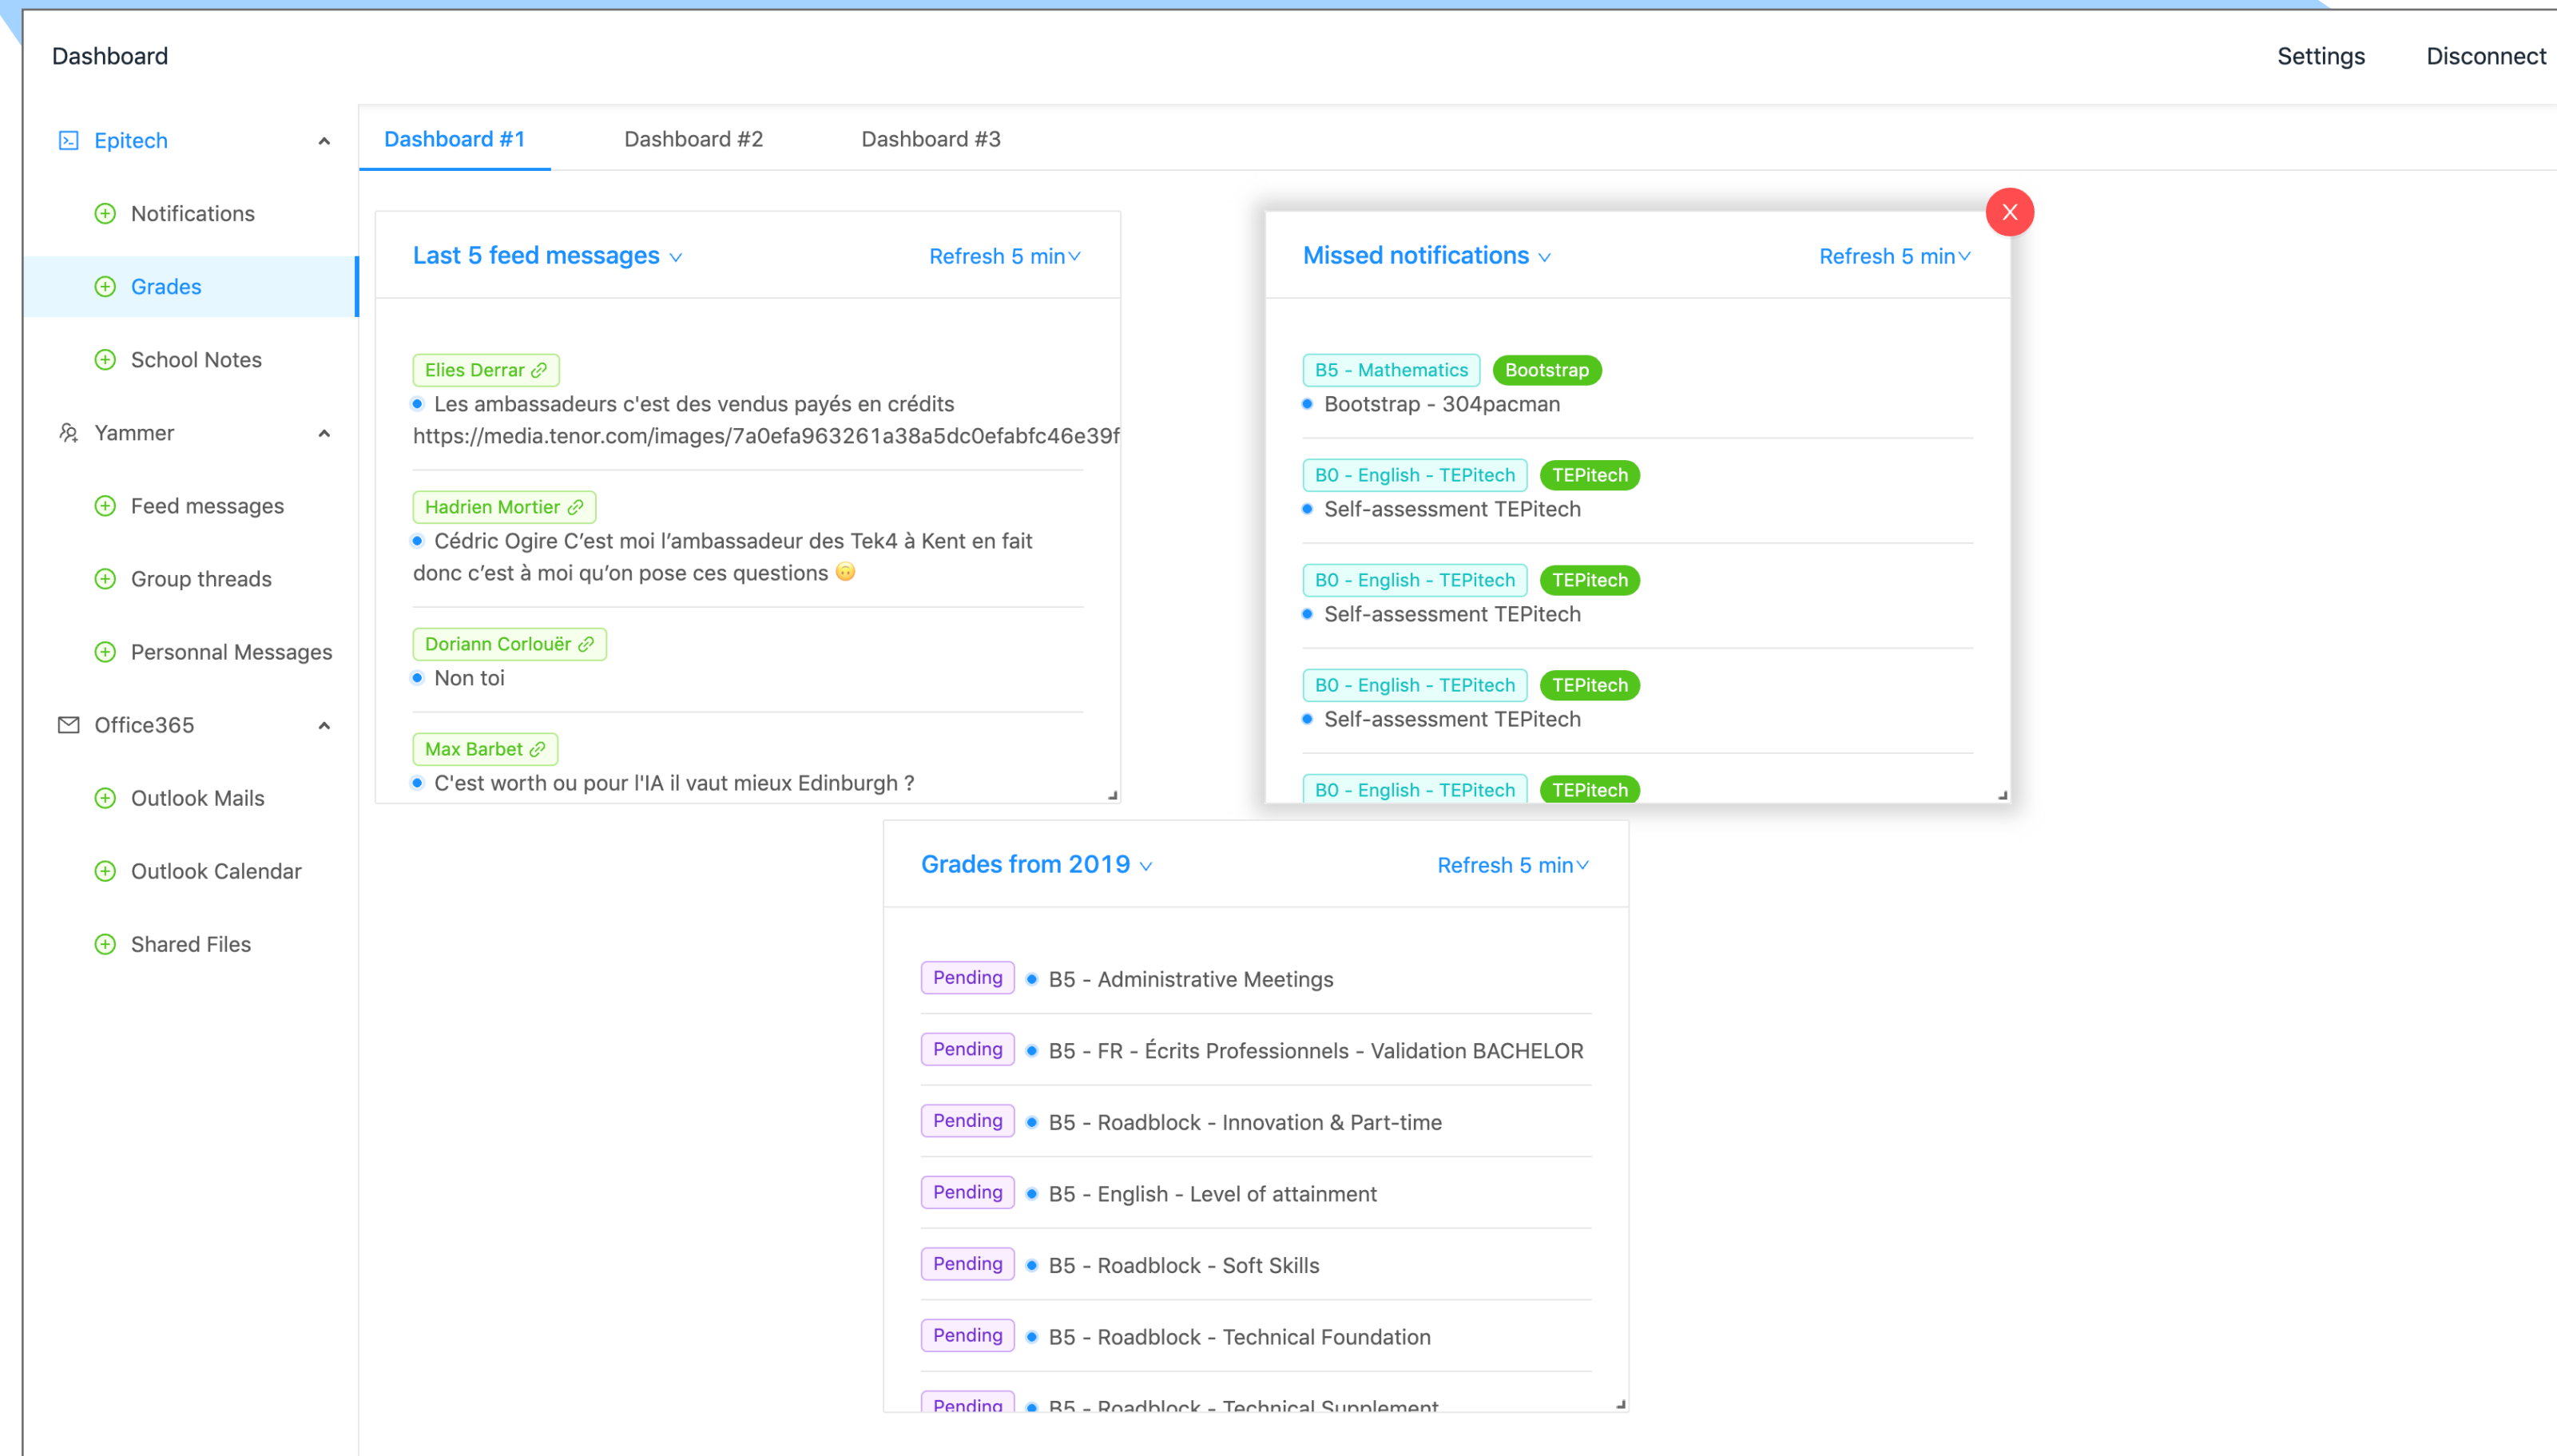 Dashboard
Settings
Disconnect
Epitech
Notifications
Grades
School Notes
Yammer
Feed messages
Group threads
Personnal Messages
Office365
Outlook Mails
Outlook Calendar
Shared Files
Dashboard #1
Dashboard #2
Dashboard #3
Last 5 feed messages
Refresh 5 min
Elies Derrar
Les ambassadeurs c'est des vendus payés en crédits
https://media.tenor.com/images/7a0efa963261a38a5dc0efabfc46e39f
Hadrien Mortier
Cédric Ogire C’est moi l’ambassadeur des Tek4 à Kent en fait
donc c’est à moi qu’on pose ces questions 🙃
Doriann Corlouër
Non toi
Max Barbet
C'est worth ou pour l'IA il vaut mieux Edinburgh ?
Missed notifications
Refresh 5 min
B5 - Mathematics Bootstrap
Bootstrap - 304pacman
B0 - English - TEPitech TEPitech
Self-assessment TEPitech
B0 - English - TEPitech TEPitech
Self-assessment TEPitech
B0 - English - TEPitech TEPitech
Self-assessment TEPitech
B0 - English - TEPitech TEPitech
Grades from 2019
Refresh 5 min
Pending B5 - Administrative Meetings
Pending B5 - FR - Écrits Professionnels - Validation BACHELOR
Pending B5 - Roadblock - Innovation & Part-time
Pending B5 - English - Level of attainment
Pending B5 - Roadblock - Soft Skills
Pending B5 - Roadblock - Technical Foundation
Pending B5 - Roadblock - Technical Supplement